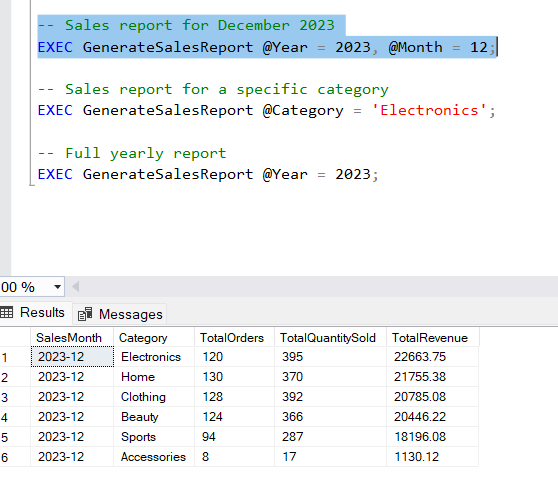 -- Sales report for December 2023
EXEC GenerateSalesReport @Year = 2023, @Month = 12;
-- Sales report for a specific category
EXEC GenerateSalesReport @Category = 'Electronics';
-- Full yearly report
EXEC GenerateSalesReport @Year = 2023;
00 %
Results Messages
SalesMonth Category TotalOrders TotalQuantitySold TotalRevenue
1 2023-12 Electronics 120 395 22663.75
2 2023-12 Home 130 370 21755.38
3 2023-12 Clothing 128 392 20785.08
4 2023-12 Beauty 124 366 20446.22
5 2023-12 Sports 94 287 18196.08
6 2023-12 Accessories 8 17 1130.12